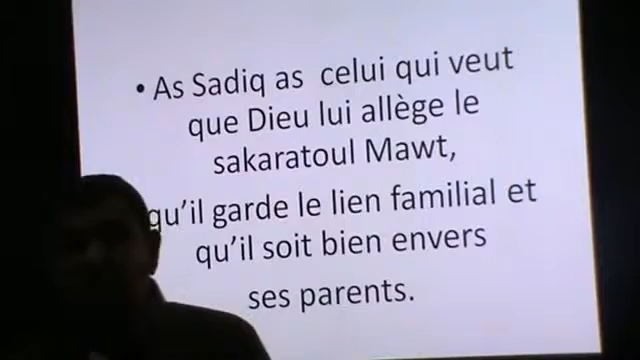 • As Sadiq as celui qui veut
que Dieu lui allège le
sakaratoul Mawt,
qu'il garde le lien familial et
qu'il soit bien envers
ses parents.